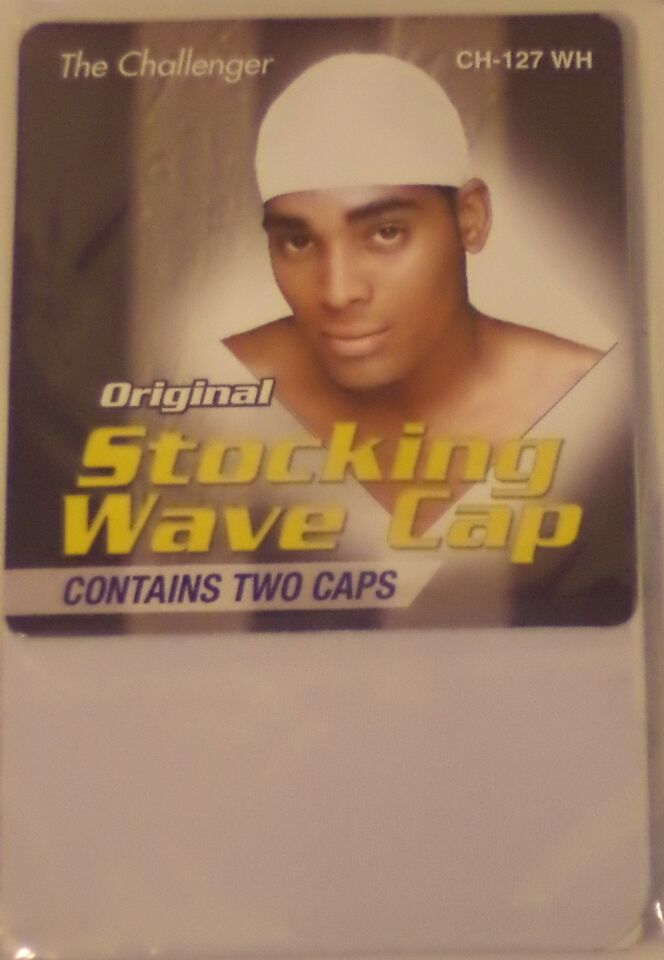 The Challenger
CH-127 WH
Original
Stocking
Wave Cap
CONTAINS TWO CAPS